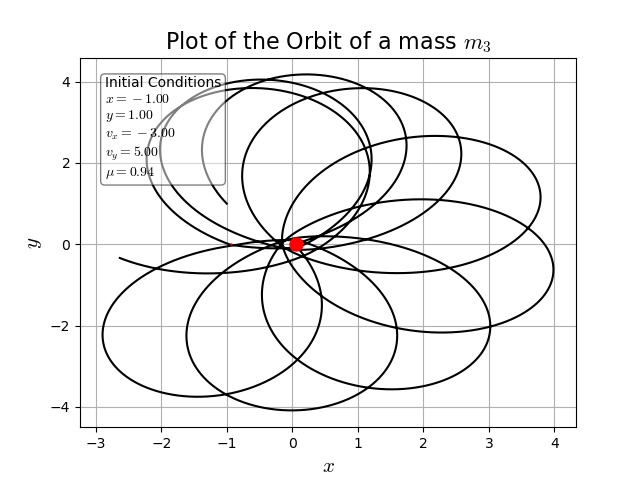 Plot of the Orbit of a mass m₃
Initial Conditions
x = −1.00
y = 1.00
vₓ = −3.00
v_y = 5.00
μ = 0.94
4
2
0
−2
−4
y
−3 −2 −1 0 1 2 3 4
x